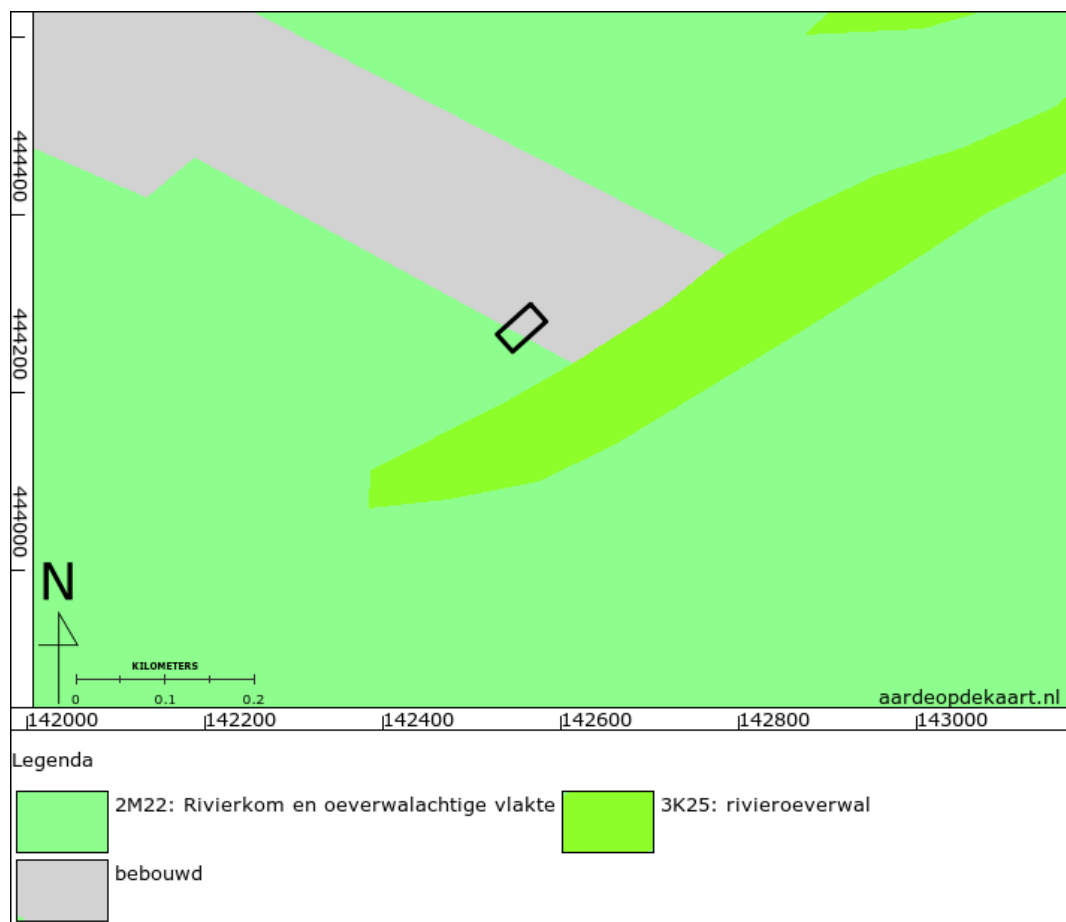 444400
444200
444000
N
KILOMETERS
0 0.1 0.2
aardeopdekaart.nl
142000 142200 142400 142600 142800 143000
Legenda
2M22: Rivierkom en oeverwalachtige vlakte
3K25: rivieroeverwal
bebouwd